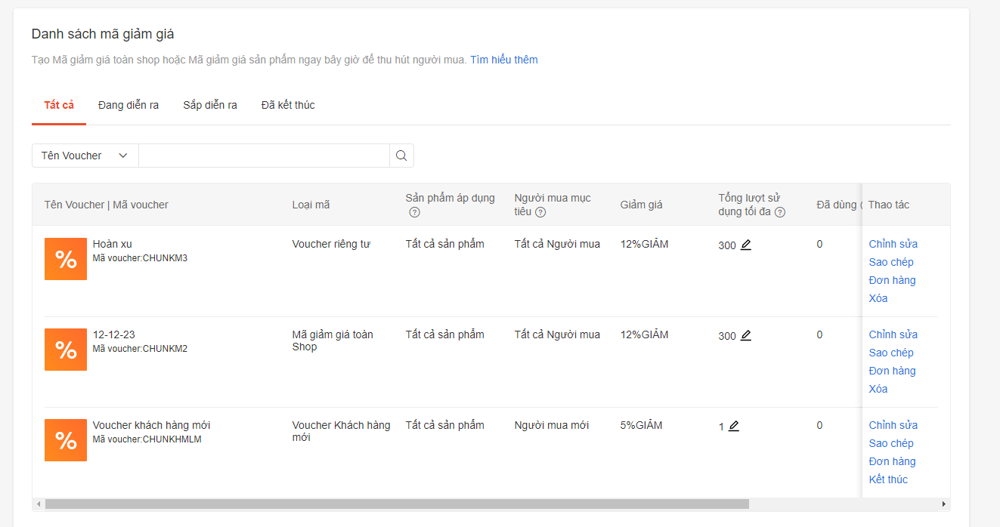 Danh sách mã giảm giá
Tạo Mã giảm giá toàn shop hoặc Mã giảm giá sản phẩm ngay bây giờ để thu hút người mua. Tìm hiểu thêm
Tất cả Đang diễn ra Sắp diễn ra Đã kết thúc
Tên Voucher
Tên Voucher | Mã voucher
Loại mã
Sản phẩm áp dụng
Người mua mục
tiêu
Giảm giá
Tổng lượt sử
dụng tối đa
Đã dùng
Thao tác
%
Hoàn xu
Mã voucher:CHUNKM3
Voucher riêng tư
Tất cả sản phẩm
Tất cả Người mua
12%GIẢM
300
0
Chỉnh sửa
Sao chép
Đơn hàng
Xóa
%
12-12-23
Mã voucher:CHUNKM2
Mã giảm giá toàn
Shop
Tất cả sản phẩm
Tất cả Người mua
12%GIẢM
300
0
Chỉnh sửa
Sao chép
Đơn hàng
Xóa
%
Voucher khách hàng mới
Mã voucher:CHUNKHMLM
Voucher Khách hàng
mới
Tất cả sản phẩm
Người mua mới
5%GIẢM
1
0
Chỉnh sửa
Sao chép
Đơn hàng
Kết thúc